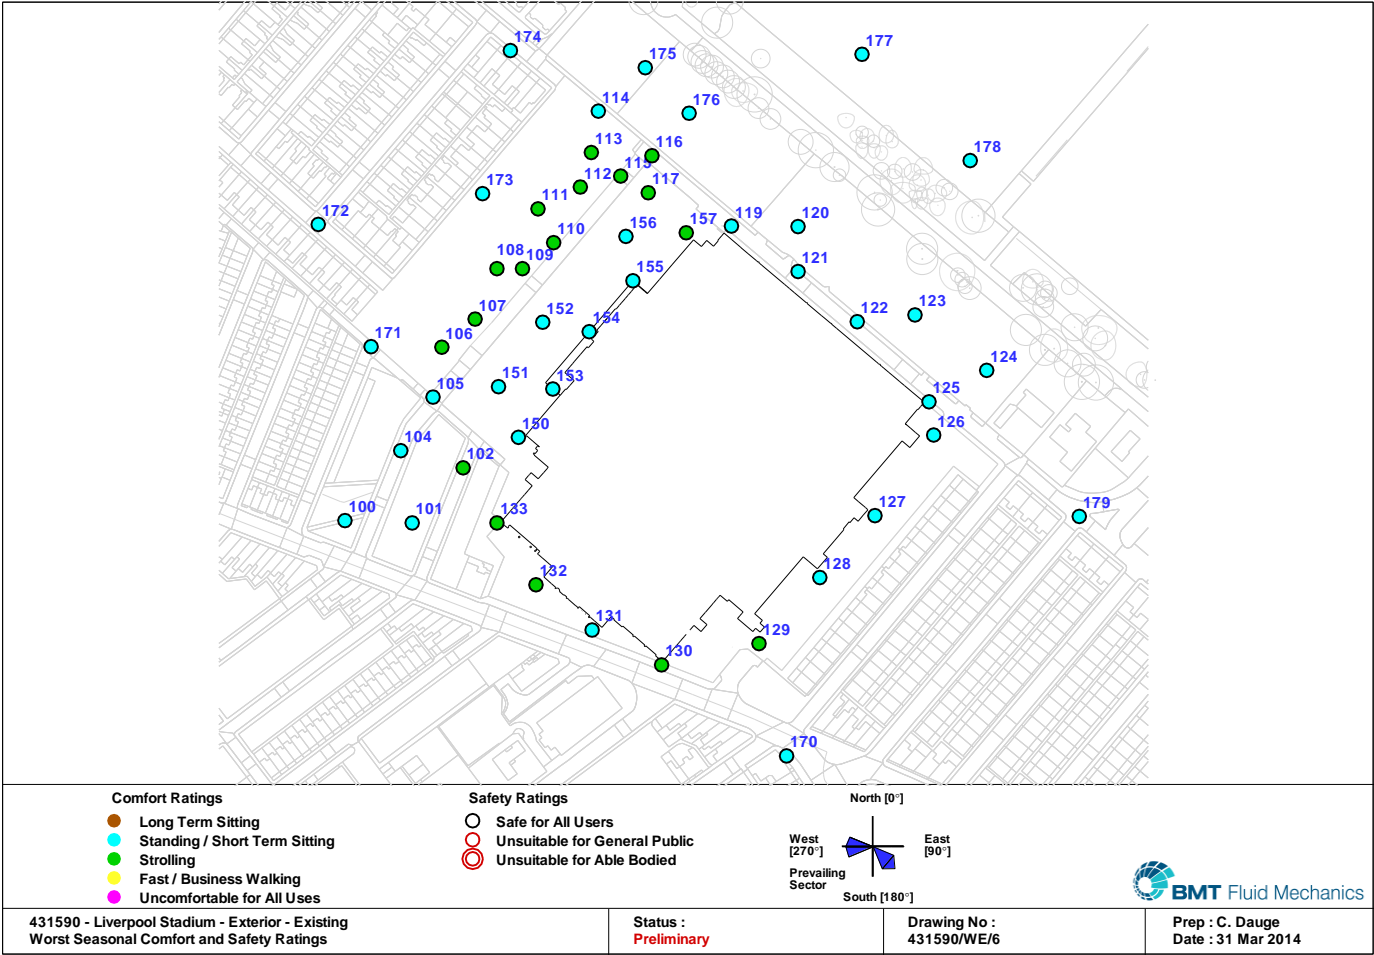 174
177
175
114
176
113
116
178
115
112
173
117
111
172
119
120
157
156
110
108
109
121
155
123
107
152
122
154
106
171
124
151
153
105
125
150
126
104
102
100
101
133
127
179
132
128
131
129
130
170
Comfort Ratings
Long Term Sitting
Standing / Short Term Sitting
Strolling
Fast / Business Walking
Uncomfortable for All Uses
Safety Ratings
Safe for All Users
Unsuitable for General Public
Unsuitable for Able Bodied
North [0°]
West
[270°]
East
[90°]
Prevailing
Sector
South [180°]
BMT Fluid Mechanics
431590 - Liverpool Stadium - Exterior - Existing
Worst Seasonal Comfort and Safety Ratings
Status :
Preliminary
Drawing No :
431590/WE/6
Prep : C. Dauge
Date : 31 Mar 2014